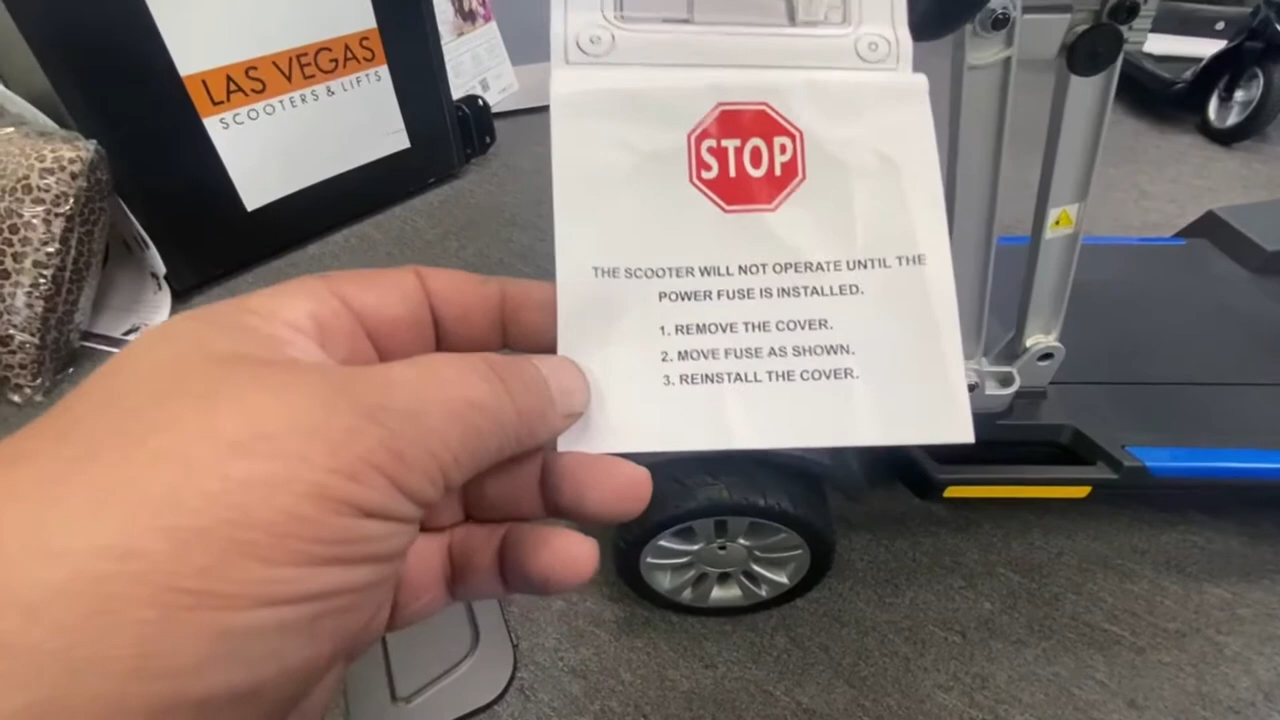 LAS VEGAS
SCOOTERS & LIFTS
STOP
THE SCOOTER WILL NOT OPERATE UNTIL THE
POWER FUSE IS INSTALLED.
1. REMOVE THE COVER.
2. MOVE FUSE AS SHOWN.
3. REINSTALL THE COVER.